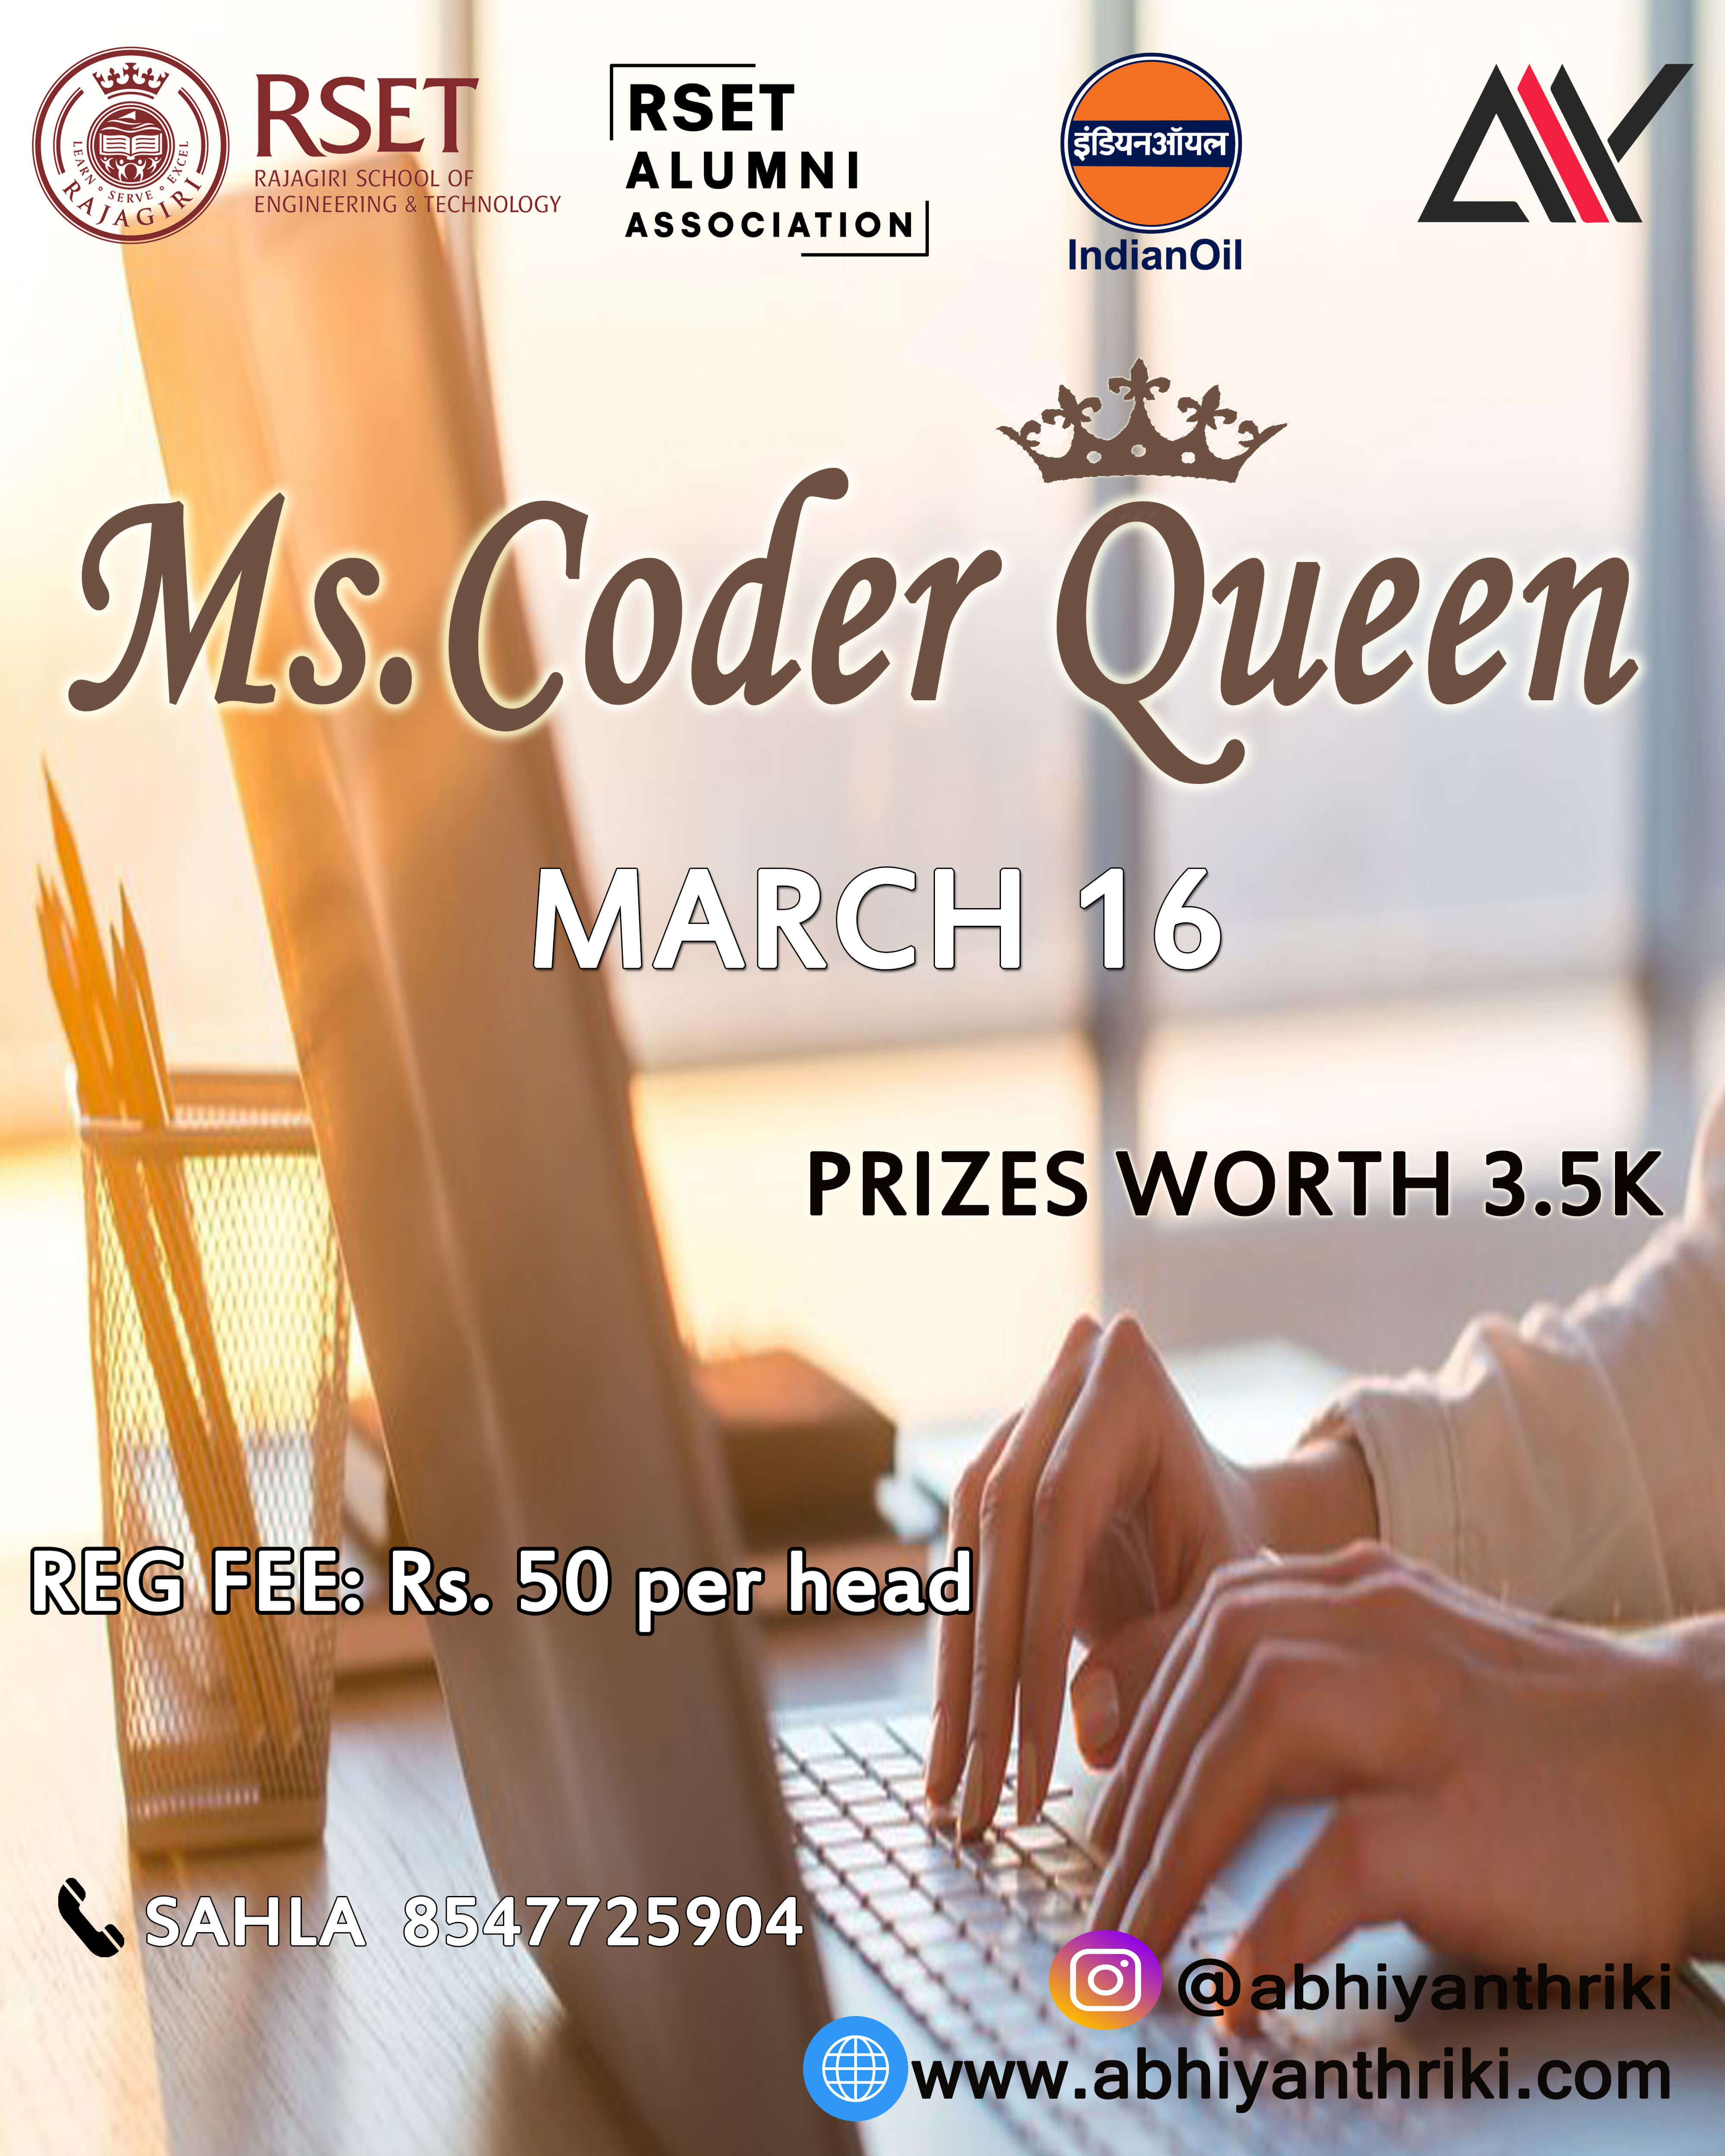 LEARN • SERVE • EXCEL
RAJAGIRI
RSET
RAJAGIRI SCHOOL OF
ENGINEERING & TECHNOLOGY
RSET
ALUMNI
ASSOCIATION
इंडियनऑयल
IndianOil
Ms.Coder Queen
MARCH 16
PRIZES WORTH 3.5K
REG FEE: Rs. 50 per head
SAHLA 8547725904
@abhiyanthriki
www.abhiyanthriki.com